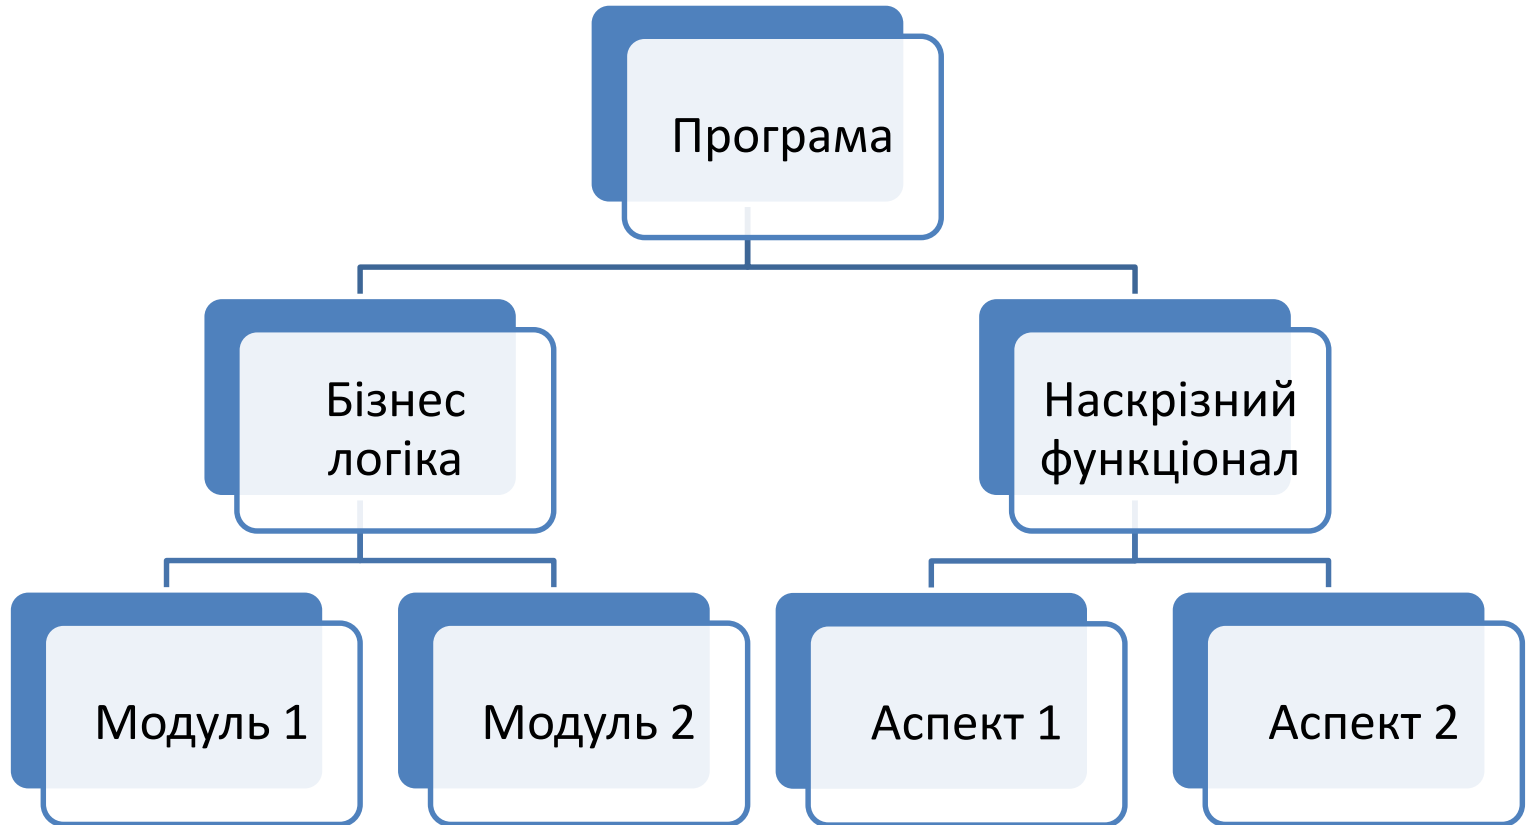 Програма
Бізнес
логіка
Наскрізний
функціонал
Модуль 1
Модуль 2
Аспект 1
Аспект 2